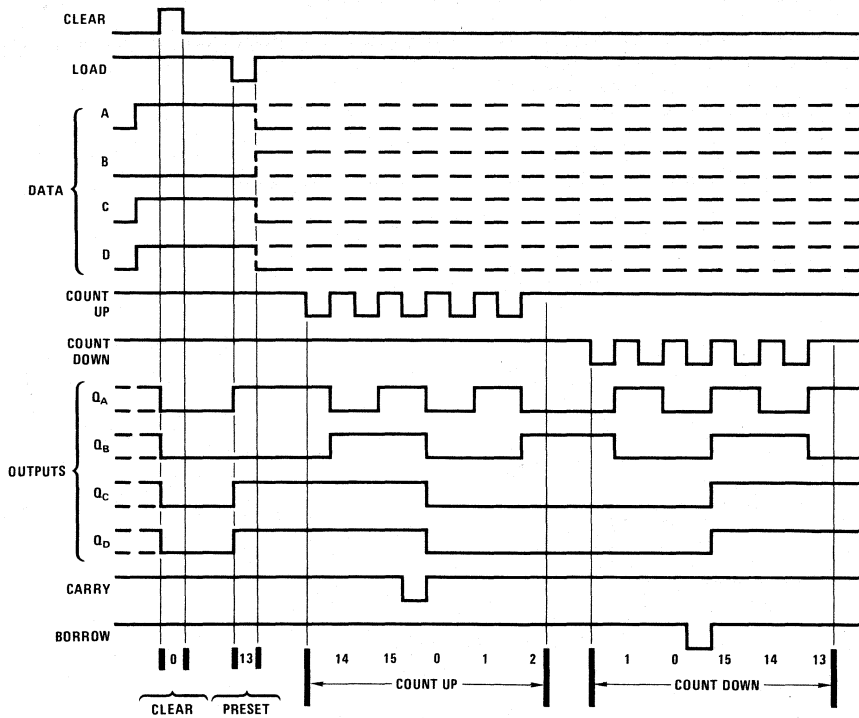 CLEAR
LOAD
A
B
DATA
C
D
COUNT
UP
COUNT
DOWN
QA
QB
OUTPUTS
QC
QD
CARRY
BORROW
0 13 14 15 0 1 2 1 0 15 14 13
COUNT UP COUNT DOWN
CLEAR PRESET